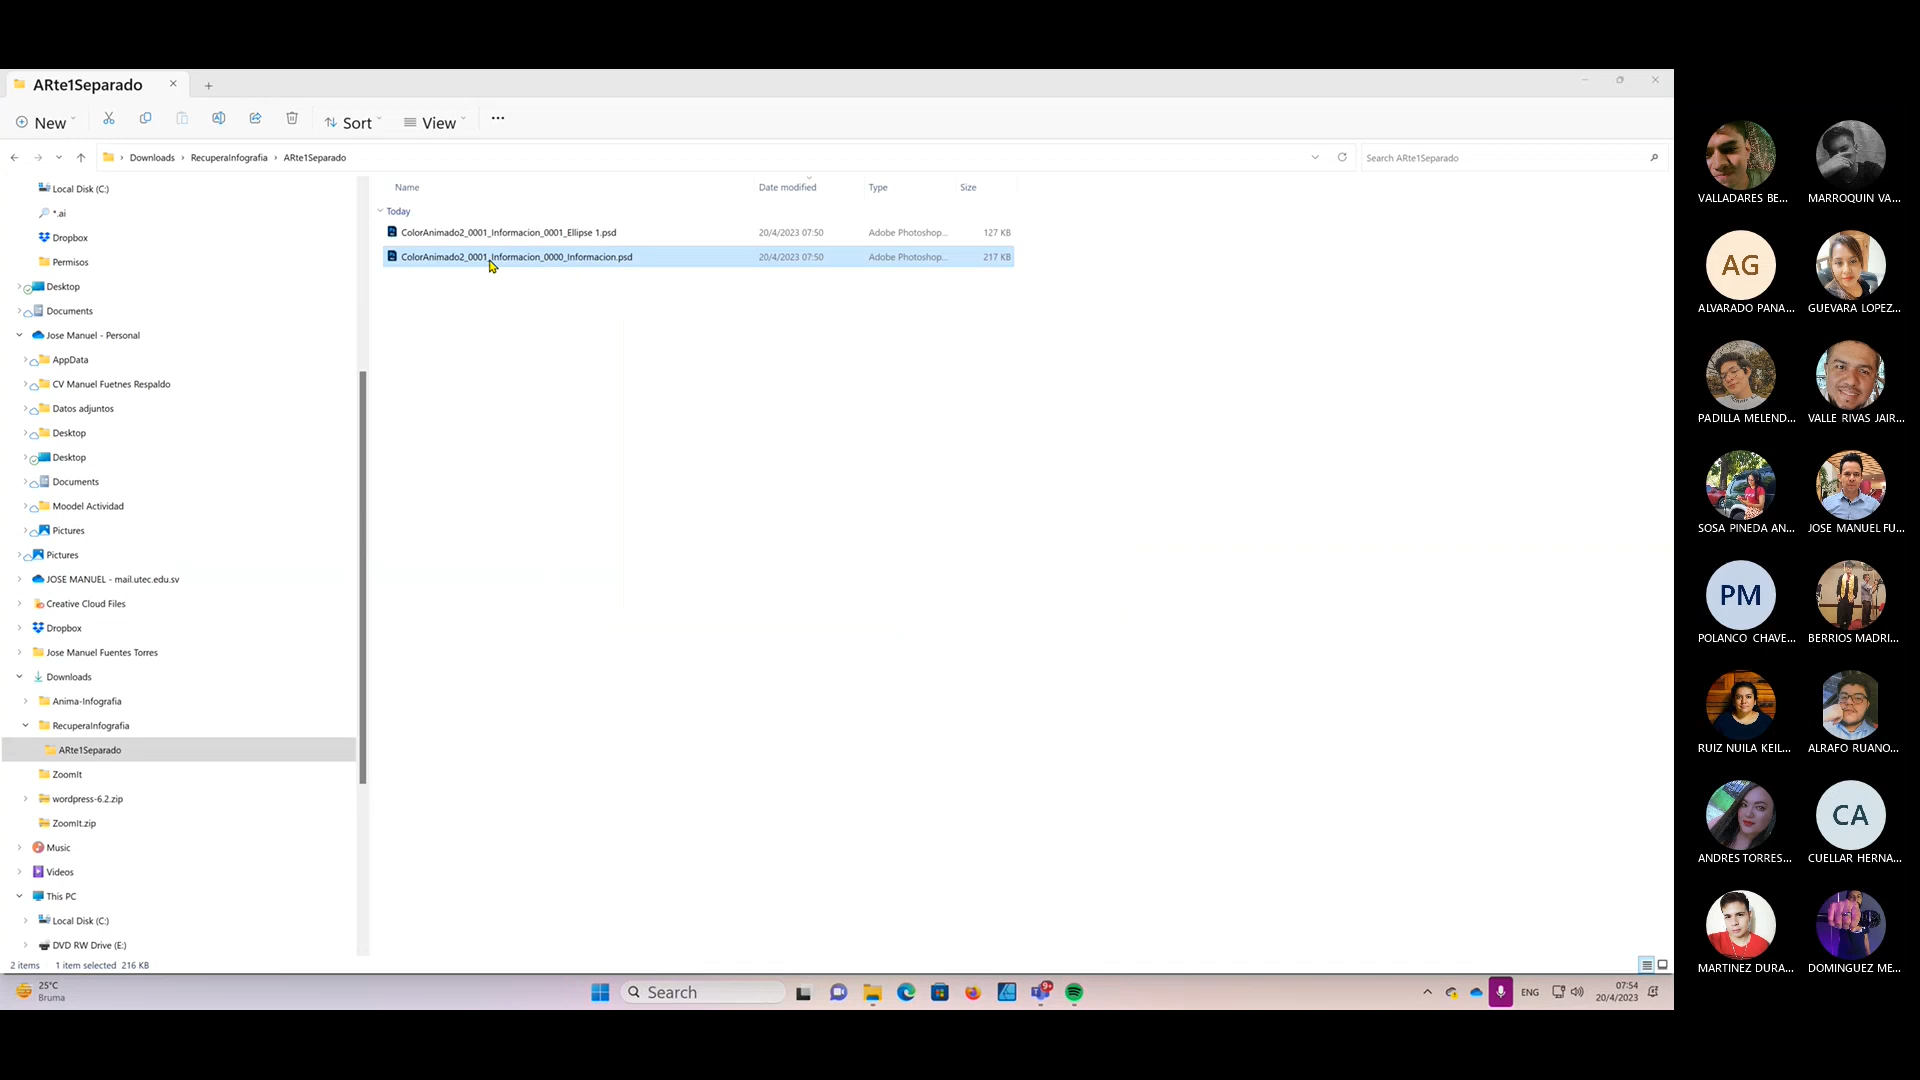 ARte1Separado
New
Sort
View
Downloads
RecuperaInfografia
ARte1Separado
Search ARte1Separado
Local Disk (C:)
*.ai
Dropbox
Permisos
Desktop
Documents
Jose Manuel - Personal
AppData
CV Manuel Fuetnes Respaldo
Datos adjuntos
Desktop
Desktop
Documents
Moodel Actividad
Pictures
Pictures
JOSE MANUEL - mail.utec.edu.sv
Creative Cloud Files
Dropbox
Jose Manuel Fuentes Torres
Downloads
Anima-Infografia
RecuperaInfografia
ARte1Separado
ZoomIt
wordpress-6.2.zip
ZoomIt.zip
Music
Videos
This PC
Local Disk (C:)
DVD RW Drive (E:)
2 items 1 item selected 216 KB
Name Date modified Type Size
Today
ColorAnimado2_0001_Informacion_0001_Ellipse 1.psd 20/4/2023 07:50 Adobe Photoshop... 127 KB
ColorAnimado2_0001_Informacion_0000_Informacion.psd 20/4/2023 07:50 Adobe Photoshop... 217 KB
VALLADARES BE... MARROQUIN VA...
AG
ALVARADO PANA... GUEVARA LOPEZ...
PADILLA MELEND... VALLE RIVAS JAIR...
SOSA PINEDA AN... JOSE MANUEL FU...
PM
POLANCO CHAVE... BERRIOS MADRI...
RUIZ NUILA KEIL... ALRAFO RUANO...
CA
ANDRES TORRES... CUELLAR HERNA...
MARTINEZ DURA... DOMINGUEZ ME...
25°C
Bruma
Search
9+
ENG
07:54
20/4/2023